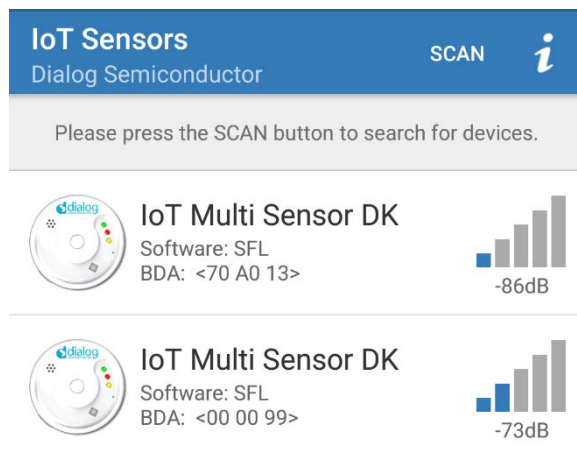 IoT Sensors
Dialog Semiconductor
SCAN
i
Please press the SCAN button to search for devices.
dialog
IoT Multi Sensor DK
Software: SFL
BDA: <70 A0 13>
-86dB
dialog
IoT Multi Sensor DK
Software: SFL
BDA: <00 00 99>
-73dB